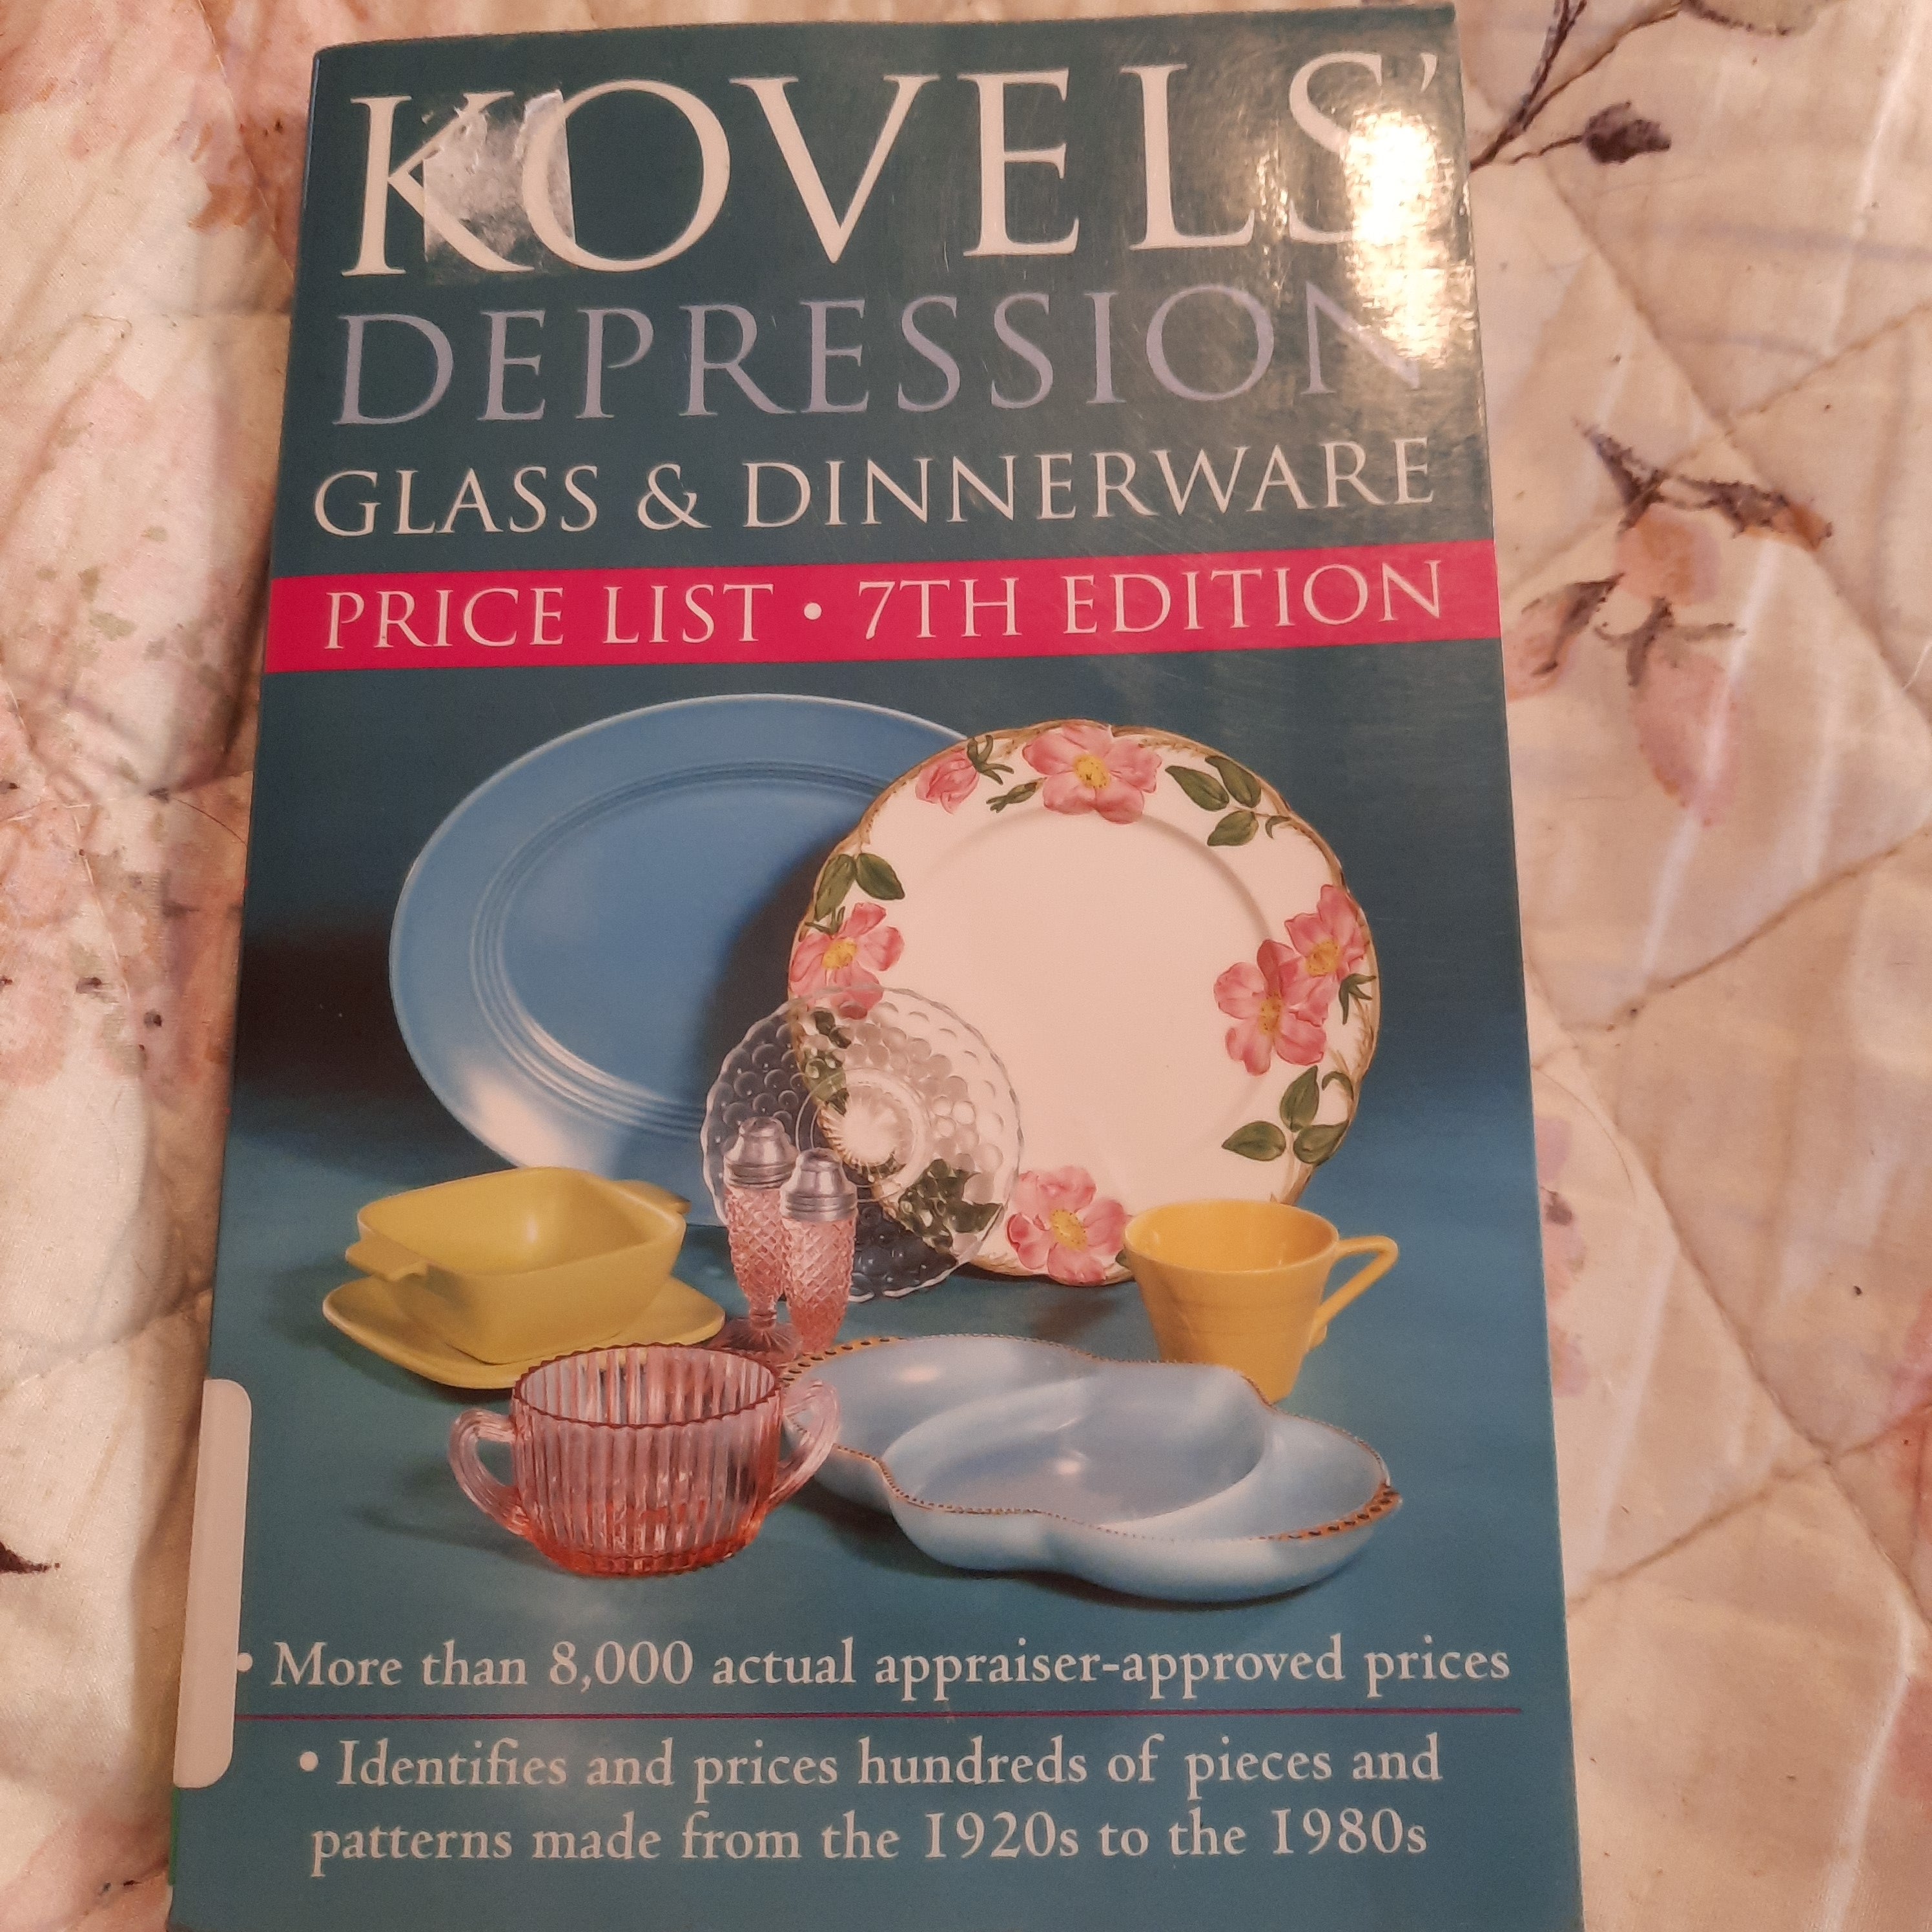 KOVELS'
DEPRESSION
GLASS & DINNERWARE
PRICE LIST • 7TH EDITION
• More than 8,000 actual appraiser-approved prices
• Identifies and prices hundreds of pieces and
patterns made from the 1920s to the 1980s